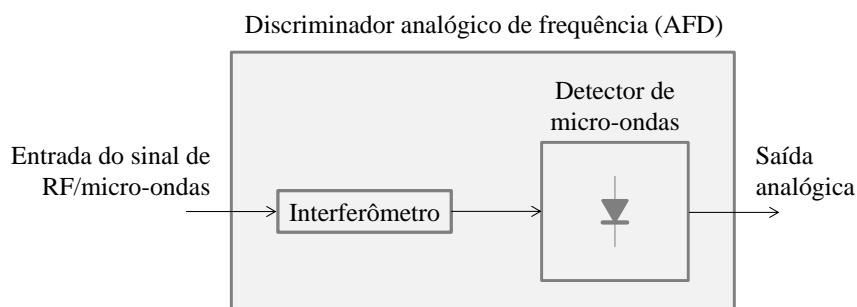 Discriminador analógico de frequência (AFD)
Detector de
micro-ondas
Entrada do sinal de
RF/micro-ondas
Interferômetro
Saída
analógica